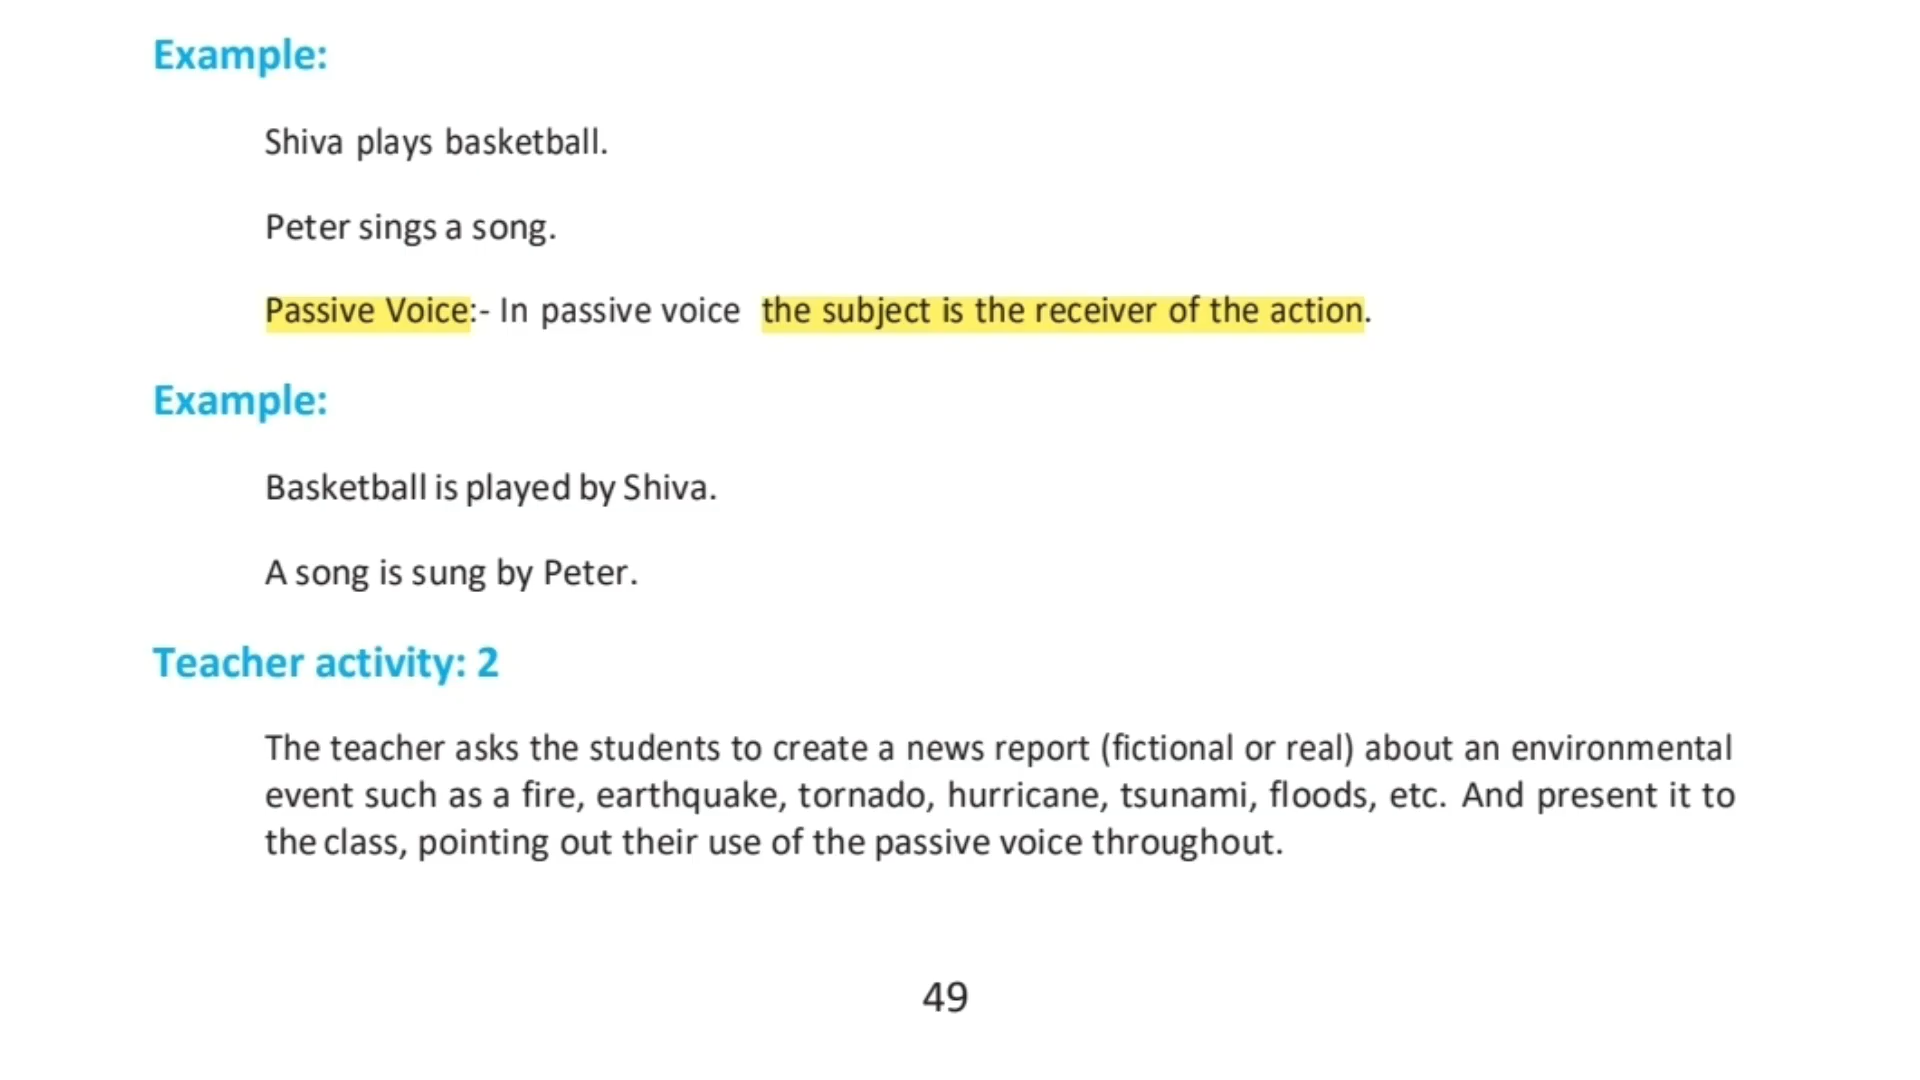 Example:
Shiva plays basketball.
Peter sings a song.
Passive Voice:- In passive voice the subject is the receiver of the action.
Example:
Basketball is played by Shiva.
A song is sung by Peter.
Teacher activity: 2
The teacher asks the students to create a news report (fictional or real) about an environmental
event such as a fire, earthquake, tornado, hurricane, tsunami, floods, etc. And present it to
the class, pointing out their use of the passive voice throughout.
49